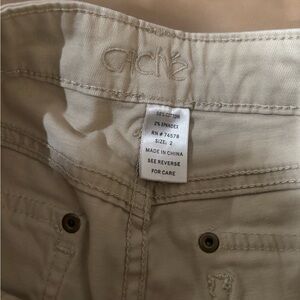 Caché
98% COTTON
2% SPANDEX
RN # 74578
SIZE: 2
MADE IN CHINA
SEE REVERSE
FOR CARE